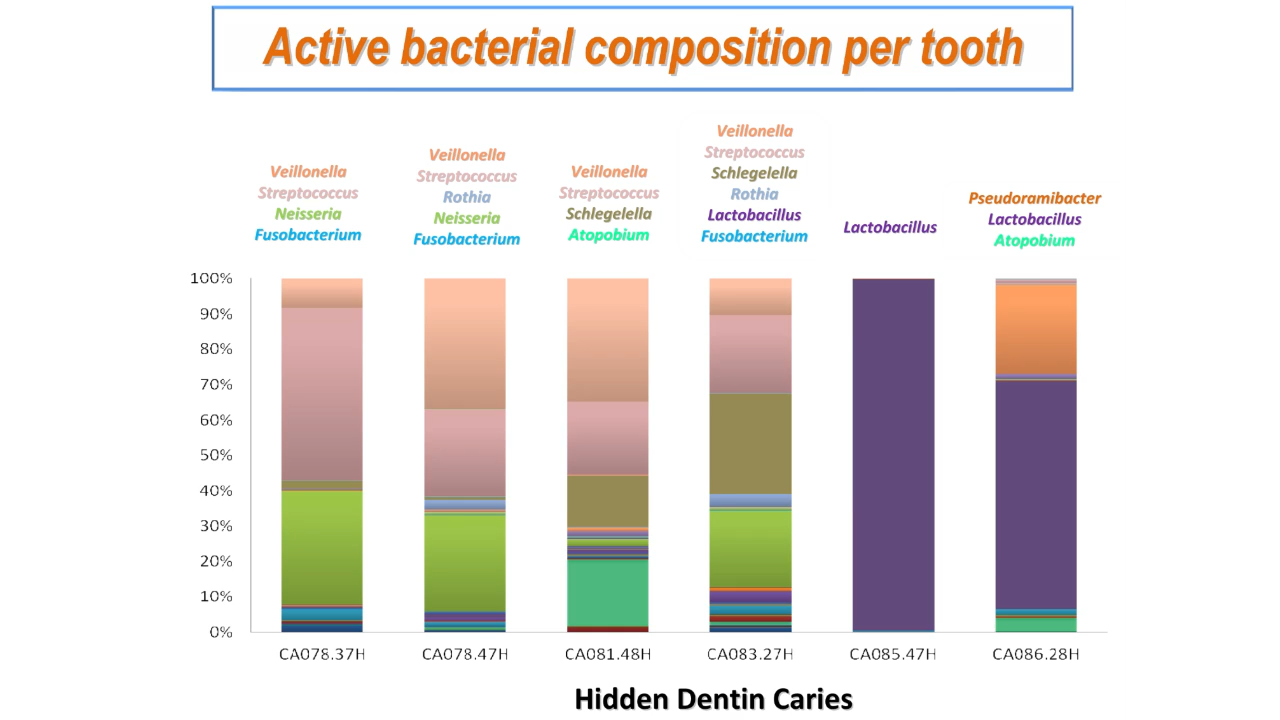 Active bacterial composition per tooth
Veillonella
Streptococcus
Neisseria
Fusobacterium
Veillonella
Streptococcus
Rothia
Neisseria
Fusobacterium
Veillonella
Streptococcus
Schlegelella
Atopobium
Veillonella
Streptococcus
Schlegelella
Rothia
Lactobacillus
Fusobacterium
Lactobacillus
Pseudoramibacter
Lactobacillus
Atopobium
100%
90%
80%
70%
60%
50%
40%
30%
20%
10%
0%
CA078.37H CA078.47H CA081.48H CA083.27H CA085.47H CA086.28H
Hidden Dentin Caries